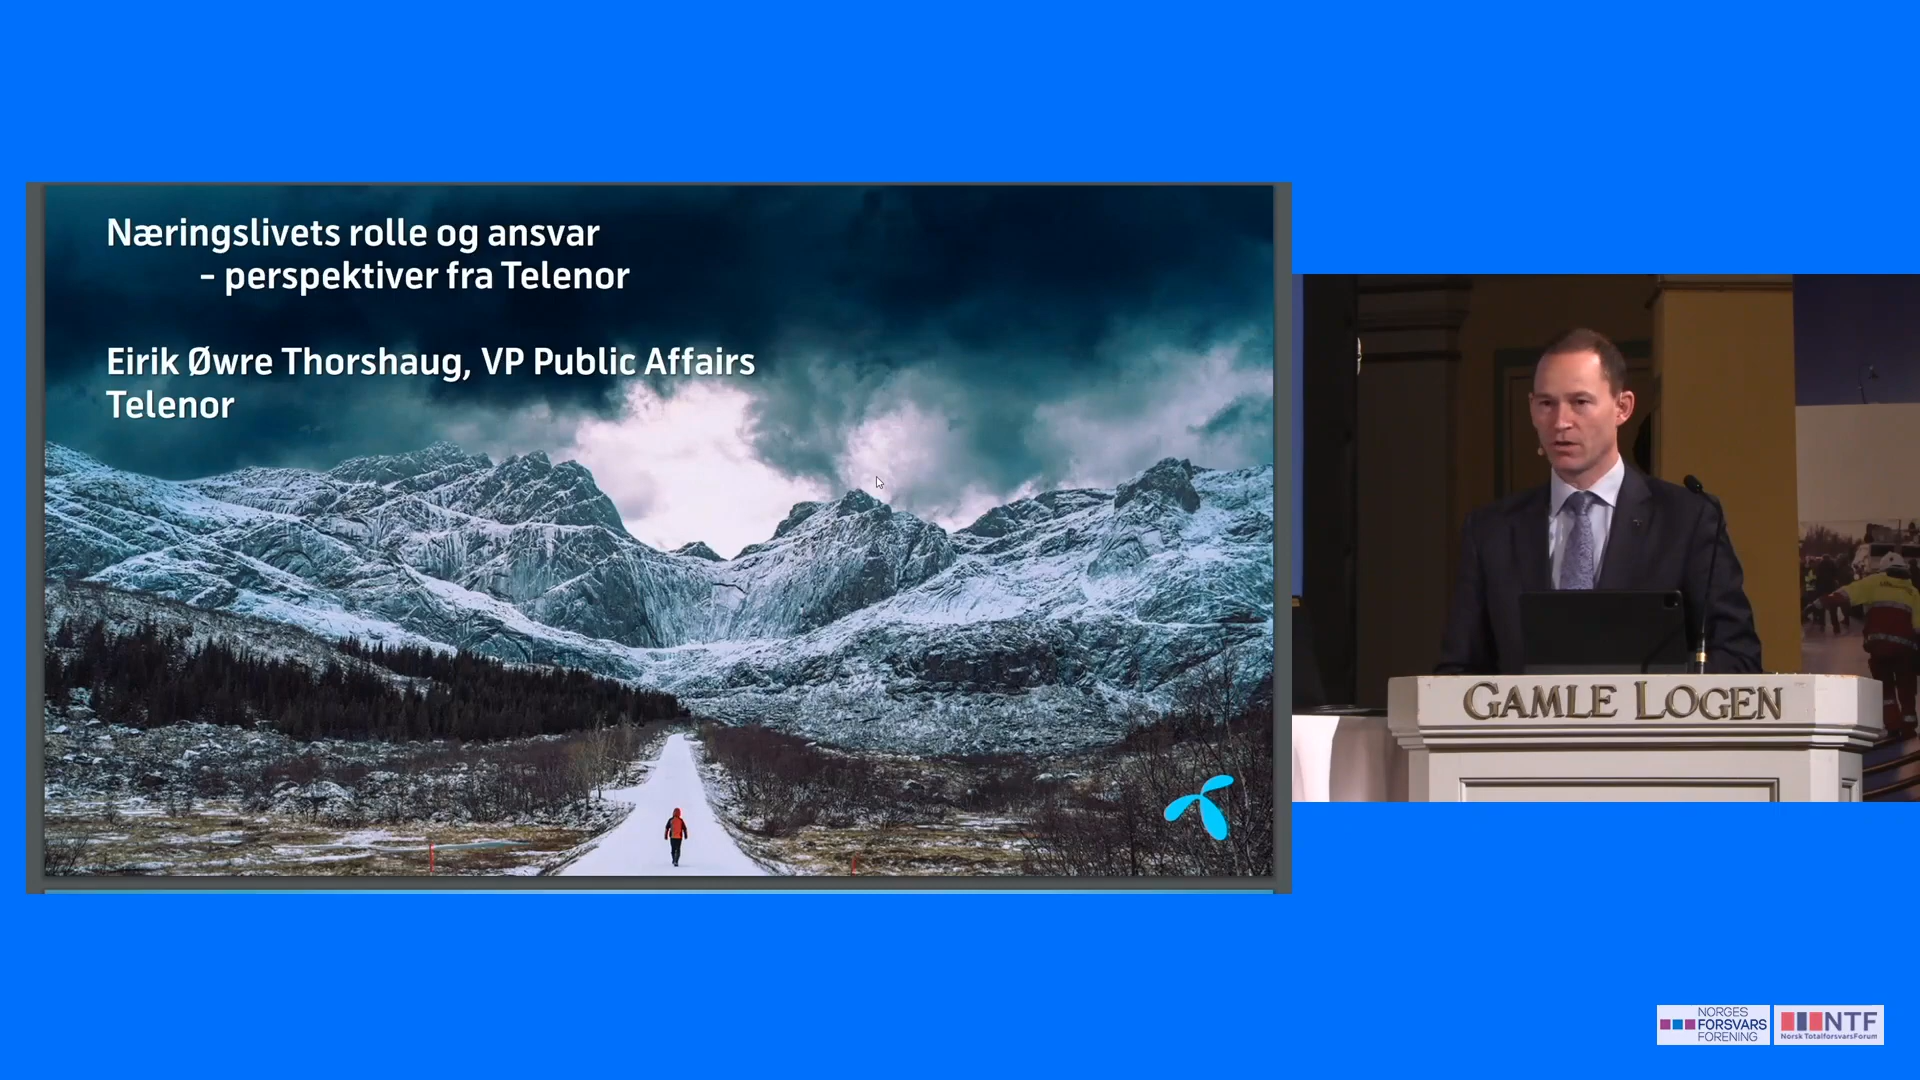 Næringslivets rolle og ansvar
– perspektiver fra Telenor
Eirik Øwre Thorshaug, VP Public Affairs
Telenor
GAMLE LOGEN
NORGES
FORSVARS
FORENING
NTF
Norsk TotalforsvarsForum